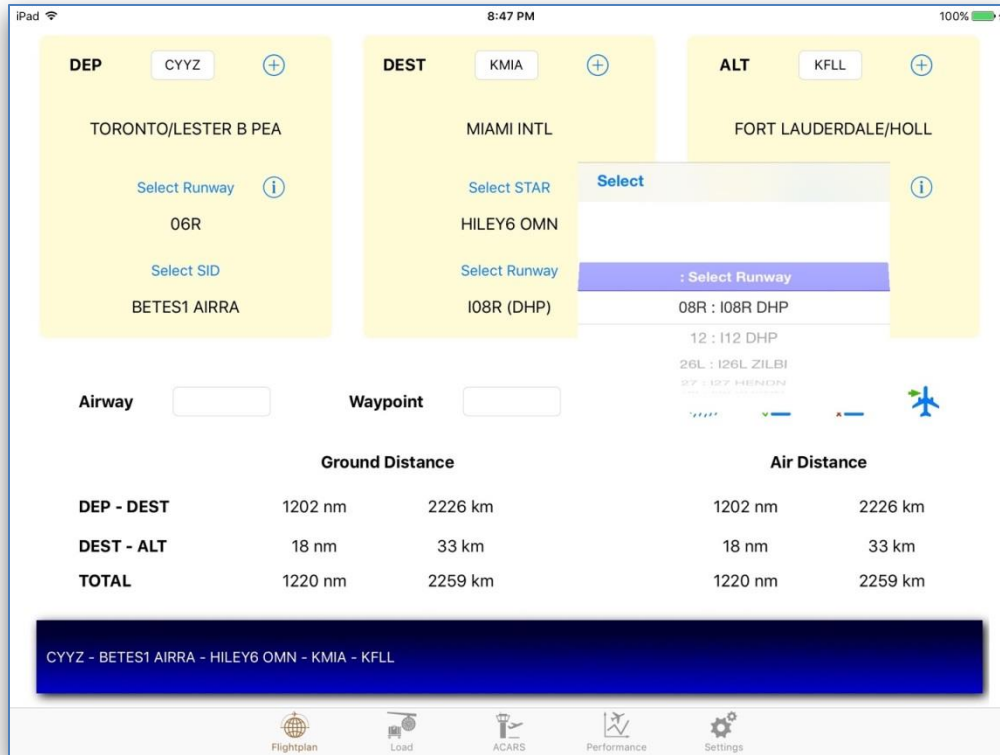 iPad 8:47 PM 100%
DEP CYYZ DEST KMIA ALT KFLL
TORONTO/LESTER B PEA MIAMI INTL FORT LAUDERDALE/HOLL
Select Runway Select STAR Select
06R HILEY6 OMN
Select SID Select Runway : Select Runway
BETES1 AIRRA I08R (DHP) 08R : I08R DHP
12 : I12 DHP
26L : I26L ZILBI
27 : I27 HENON
Airway Waypoint
Ground Distance Air Distance
DEP - DEST 1202 nm 2226 km 1202 nm 2226 km
DEST - ALT 18 nm 33 km 18 nm 33 km
TOTAL 1220 nm 2259 km 1220 nm 2259 km
CYYZ - BETES1 AIRRA - HILEY6 OMN - KMIA - KFLL
Flightplan Load ACARS Performance Settings